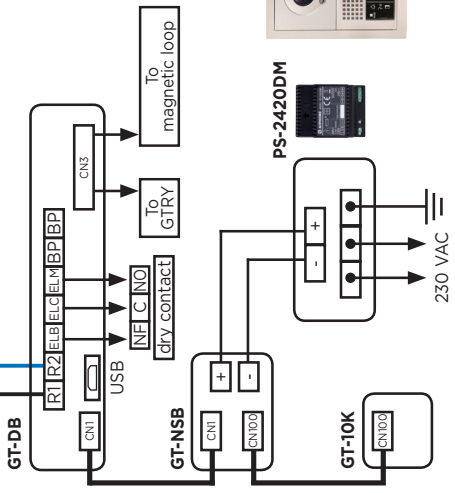 GT-DB
R1
R2
ELB
ELC
ELM
BP
BP
CN1
USB
CN3
NF
C
NO
dry contact
To
GTRY
To
magnetic loop
GT-NSB
CN1
CN100
+
-
GT-10K
CN100
-
+
230 VAC
PS-2420DM